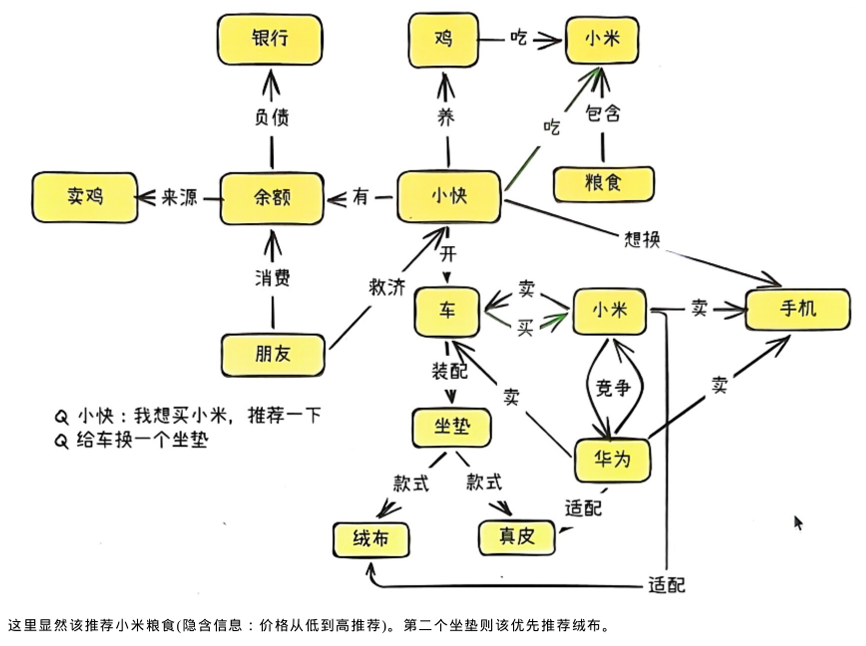 银行
鸡
吃
小米
负债
养
吃
包含
卖鸡
来源
余额
有
小快
粮食
想换
消费
救济
开
朋友
车
卖
买
小米
卖
手机
装配
卖
竞争
卖
Q 小快：我想买小米，推荐一下
Q 给车换一个坐垫
坐垫
华为
款式
款式
适配
绒布
真皮
适配
这里显然该推荐小米粮食(隐含信息：价格从低到高推荐)。第二个坐垫则该优先推荐绒布。